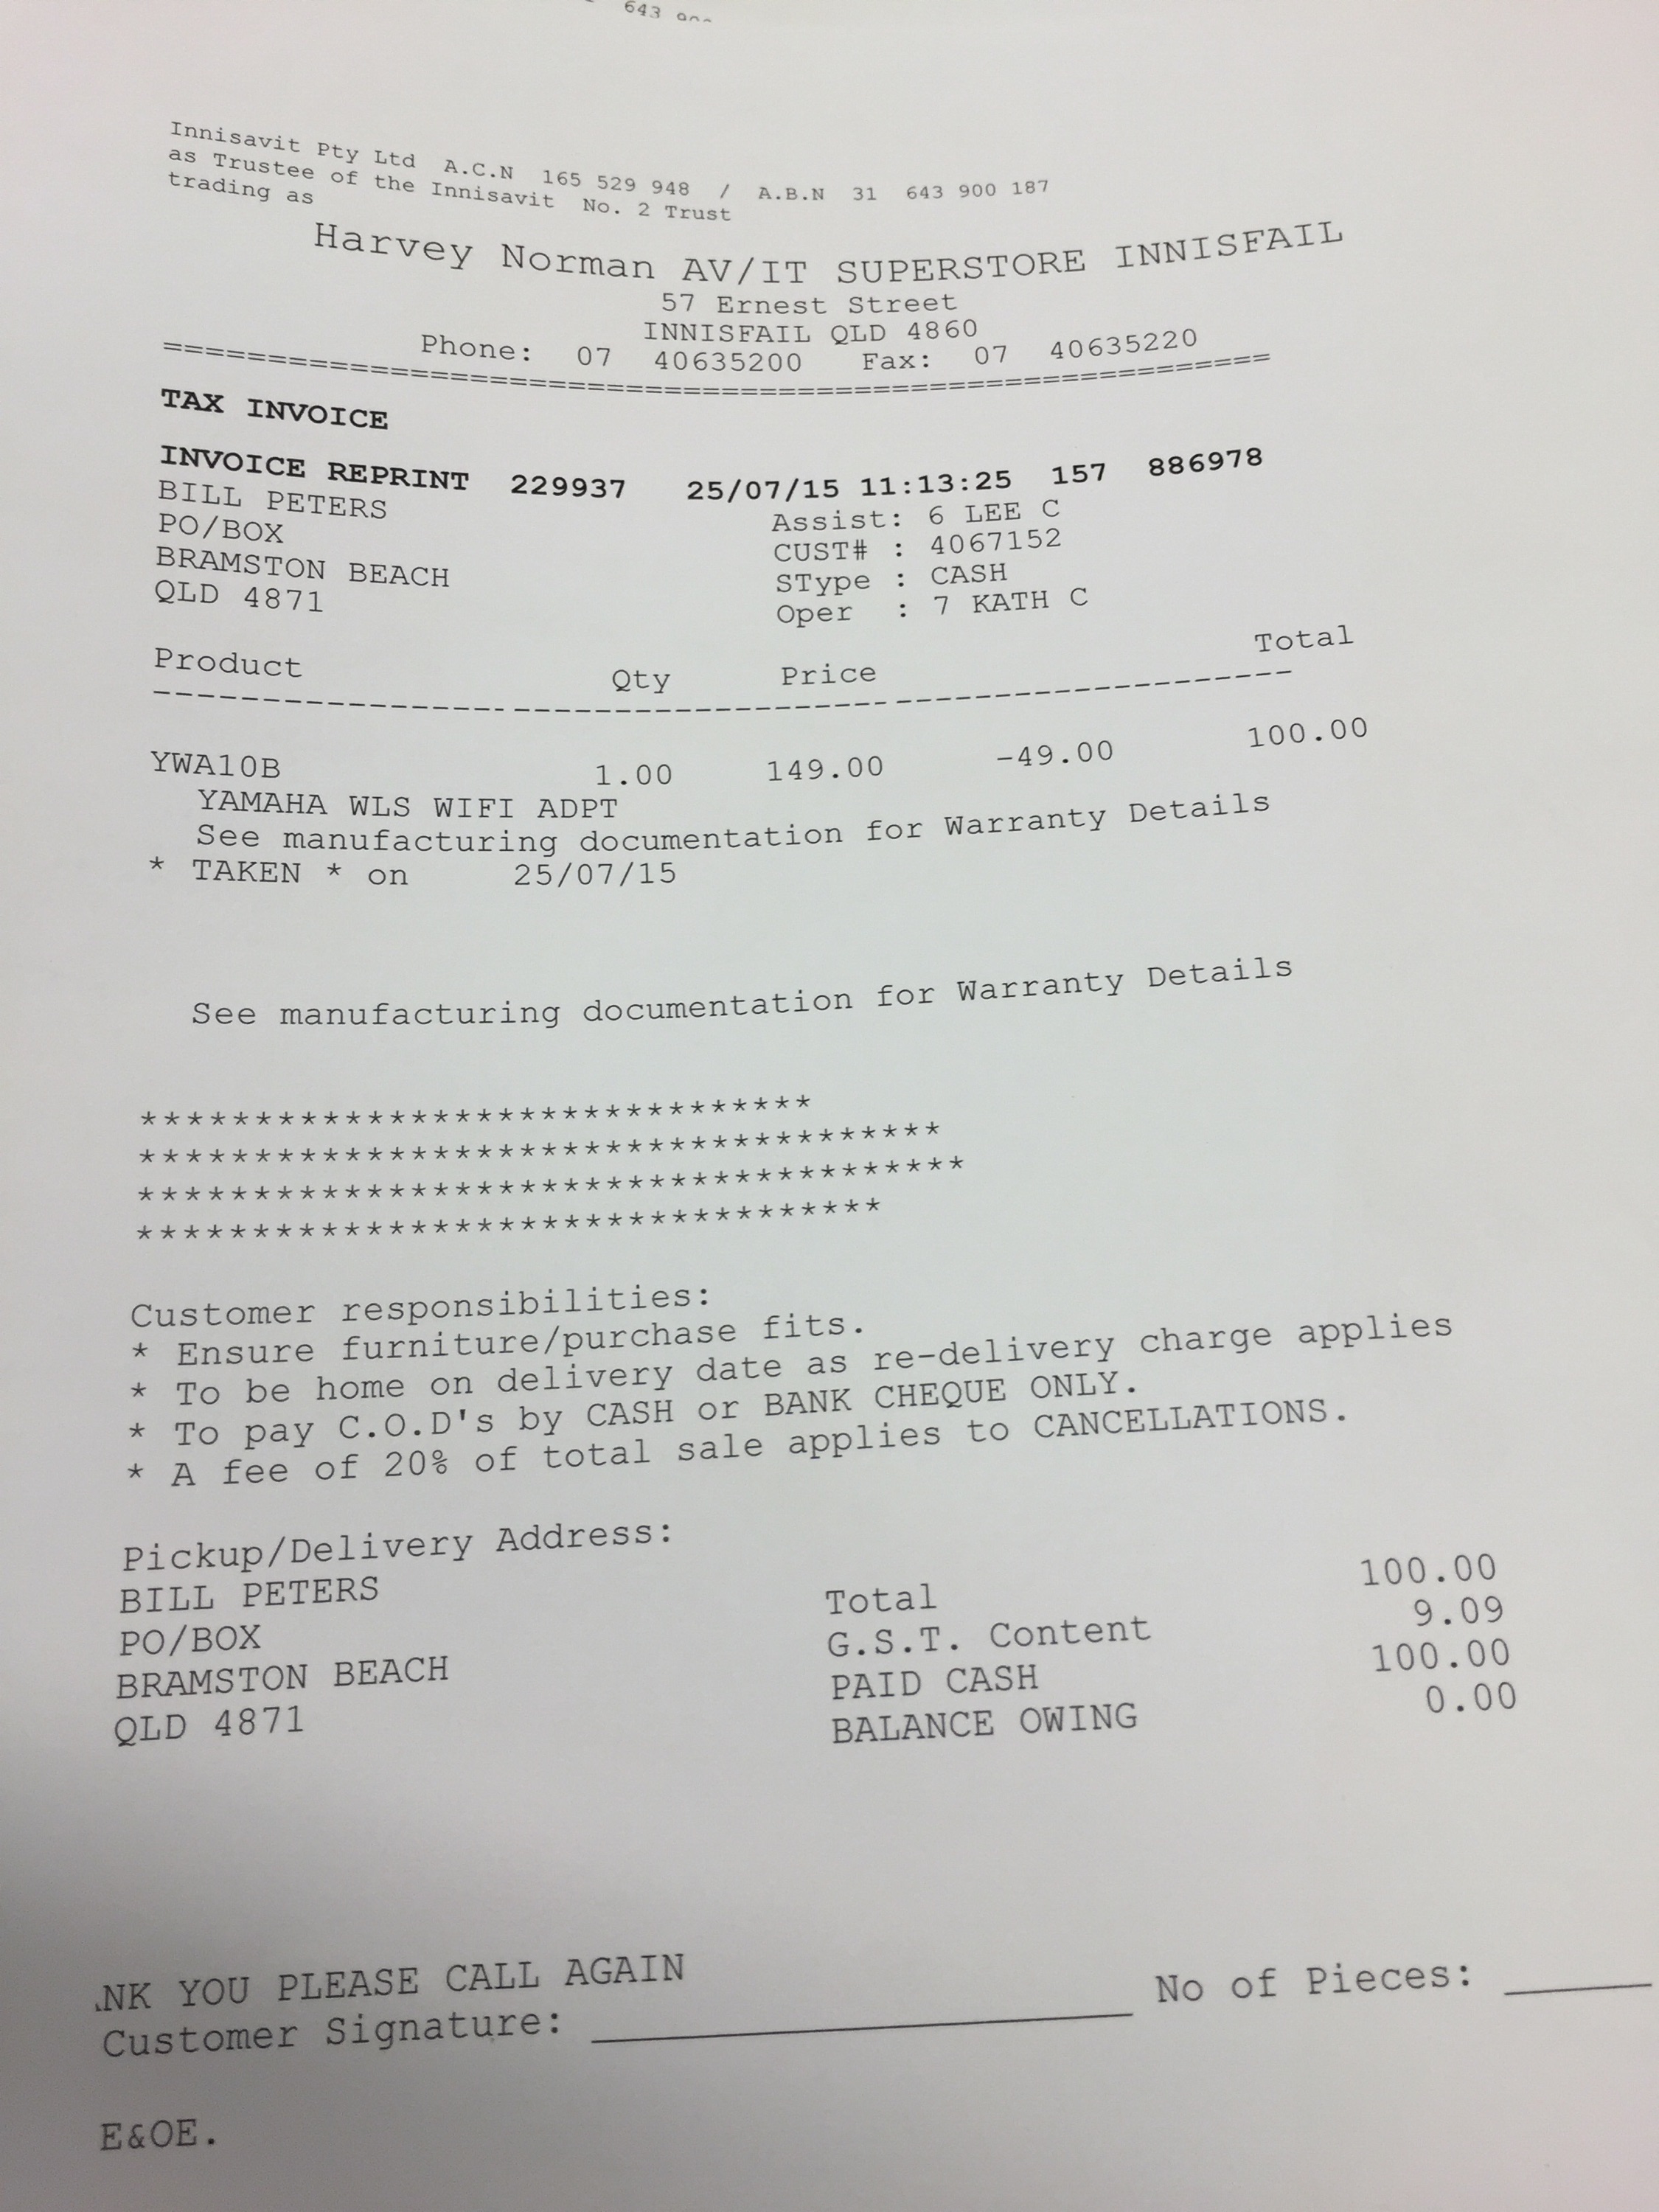 643
Innisavit Pty Ltd A.C.N 165 529 948 / A.B.N 31 643 900 187
as Trustee of the Innisavit No. 2 Trust
trading as
Harvey Norman AV/IT SUPERSTORE INNISFAIL
57 Ernest Street
INNISFAIL QLD 4860
Phone: 07 40635200 Fax: 07 40635220
================================================================
TAX INVOICE
INVOICE REPRINT 229937 25/07/15 11:13:25 157 886978
BILL PETERS Assist: 6 LEE C
PO/BOX CUST# : 4067152
BRAMSTON BEACH SType : CASH
QLD 4871 Oper : 7 KATH C
Product Qty Price Total
----------------------------------------------------------------
YWA10B 1.00 149.00 -49.00 100.00
YAMAHA WLS WIFI ADPT
See manufacturing documentation for Warranty Details
* TAKEN * on 25/07/15
See manufacturing documentation for Warranty Details
******************************
************************************
*************************************
*********************************
Customer responsibilities:
* Ensure furniture/purchase fits.
* To be home on delivery date as re-delivery charge applies
* To pay C.O.D's by CASH or BANK CHEQUE ONLY.
* A fee of 20% of total sale applies to CANCELLATIONS.
Pickup/Delivery Address:
BILL PETERS Total 100.00
PO/BOX G.S.T. Content 9.09
BRAMSTON BEACH PAID CASH 100.00
QLD 4871 BALANCE OWING 0.00
NK YOU PLEASE CALL AGAIN
Customer Signature: ____________________ No of Pieces: _____
E&OE.